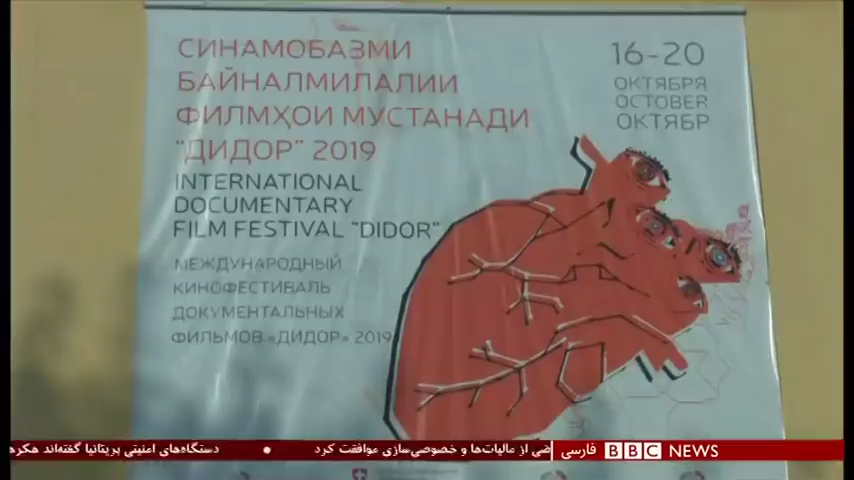 СИНАМОБАЗМИ
БАЙНАЛМИЛАЛИИ
ФИЛМҲОИ МУСТАНАДИ
"ДИДОР" 2019
INTERNATIONAL
DOCUMENTARY
FILM FESTIVAL "DIDOR"
МЕЖДУНАРОДНЫЙ
КИНОФЕСТИВАЛЬ
ДОКУМЕНТАЛЬНЫХ
ФИЛЬМОВ «ДИДОР» 2019
16-20
ОКТЯБРЯ
OCTOBER
ОКТЯБР
BBC NEWS فارسی
ضی از مالیات‌ها و خصوصی‌سازی موافقت کرد • دستگاه‌های امنیتی بریتانیا گفته‌اند هکرها